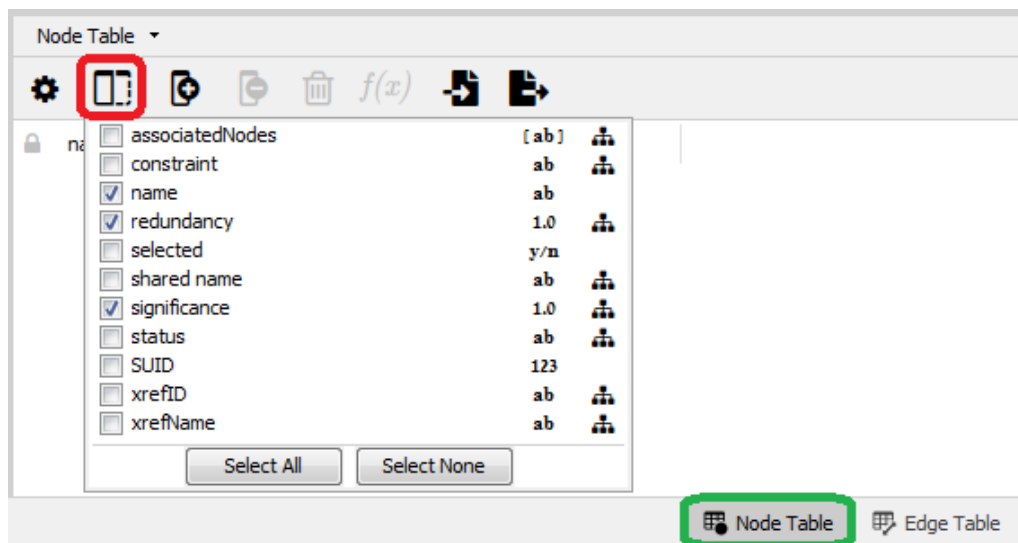 Node Table
f(x)
na
associatedNodes [ab]
constraint ab
name ab
redundancy 1.0
selected y/n
shared name ab
significance 1.0
status ab
SUID 123
xrefID ab
xrefName ab
Select All Select None
Node Table Edge Table